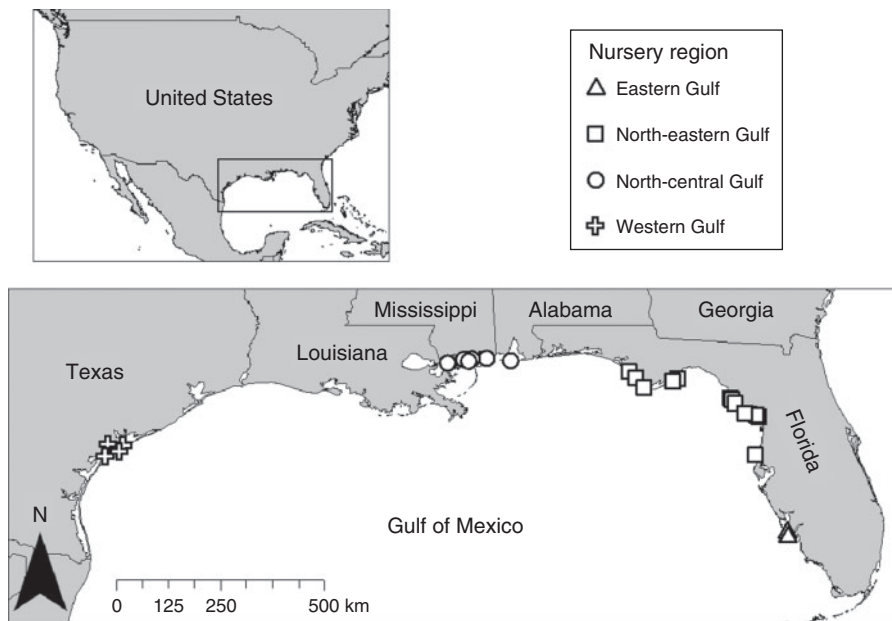 United States
Nursery region
Eastern Gulf
North-eastern Gulf
North-central Gulf
Western Gulf
Mississippi
Alabama
Georgia
Louisiana
Texas
Florida
N
Gulf of Mexico
0 125 250 500 km